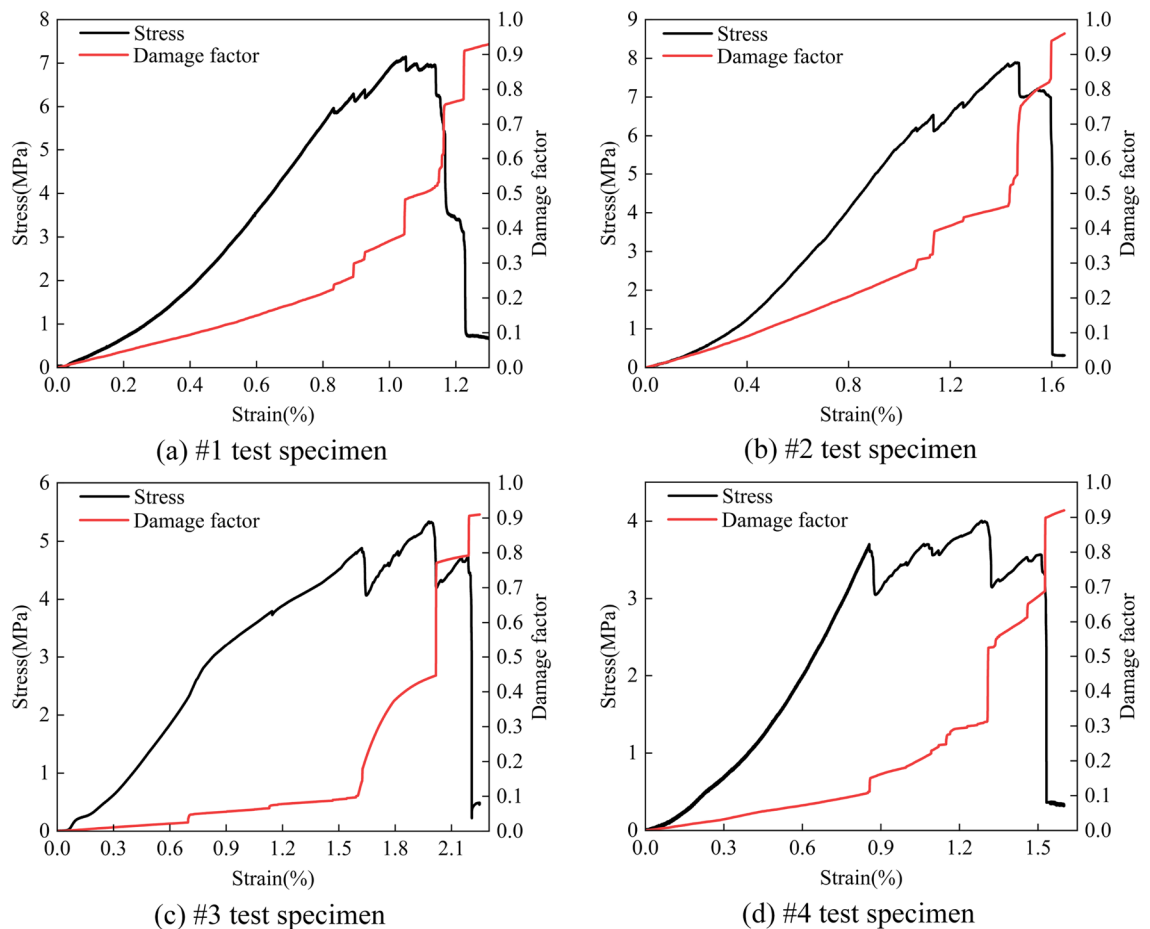 Stress(MPa)
8
7
6
5
4
3
2
1
0
Stress
Damage factor
1.0
0.9
0.8
0.7
0.6
0.5
0.4
0.3
0.2
0.1
0.0
Damage factor
0.0 0.2 0.4 0.6 0.8 1.0 1.2
Strain(%)
(a) #1 test specimen
Stress(MPa)
9
8
7
6
5
4
3
2
1
0
Stress
Damage factor
1.0
0.9
0.8
0.7
0.6
0.5
0.4
0.3
0.2
0.1
0.0
Damage factor
0.0 0.4 0.8 1.2 1.6
Strain(%)
(b) #2 test specimen
Stress(MPa)
6
5
4
3
2
1
0
Stress
Damage factor
1.0
0.9
0.8
0.7
0.6
0.5
0.4
0.3
0.2
0.1
0.0
Damage factor
0.0 0.3 0.6 0.9 1.2 1.5 1.8 2.1
Strain(%)
(c) #3 test specimen
Stress(MPa)
4
3
2
1
0
Stress
Damage factor
1.0
0.9
0.8
0.7
0.6
0.5
0.4
0.3
0.2
0.1
0.0
Damage factor
0.0 0.3 0.6 0.9 1.2 1.5
Strain(%)
(d) #4 test specimen